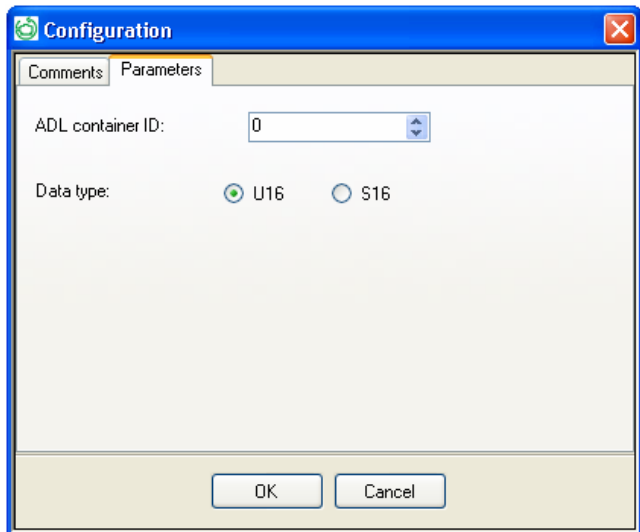 Configuration
Comments Parameters
ADL container ID: 0
Data type: U16 S16
OK Cancel